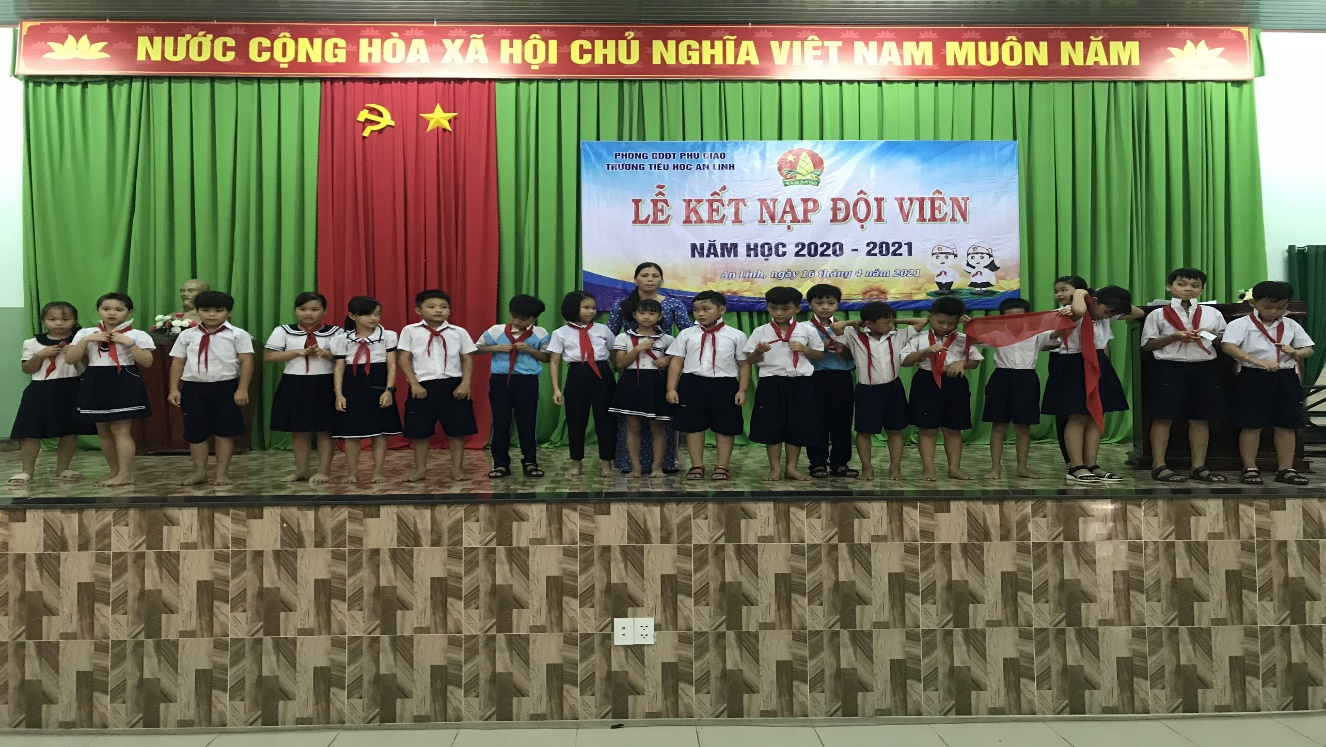 NƯỚC CỘNG HÒA XÃ HỘI CHỦ NGHĨA VIỆT NAM MUÔN NĂM
PHÒNG GDĐT PHÚ GIÁO
TRƯỜNG TIỂU HỌC AN LINH
LỄ KẾT NẠP ĐỘI VIÊN
NĂM HỌC 2020 - 2021
An Linh, ngày 16 tháng 4 năm 2021